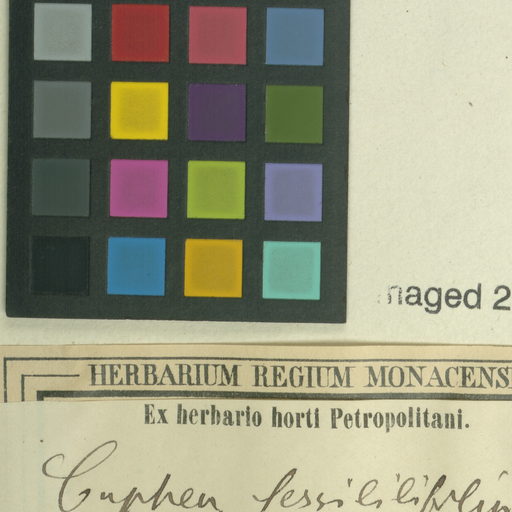 naged 2
HERBARIUM REGIUM MONACENS
Ex herbario horti Petropolitani.
Cuphea